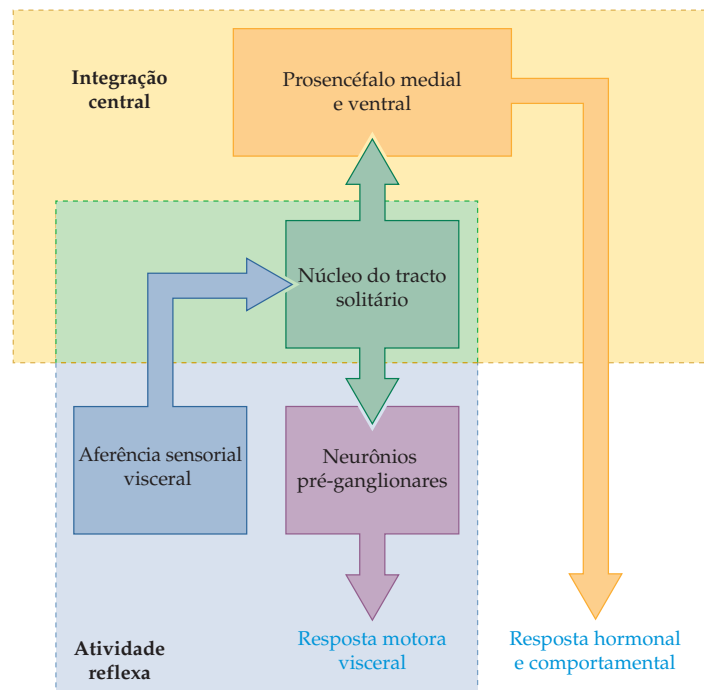 Integração
central
Prosencéfalo medial
e ventral
Núcleo do tracto
solitário
Aferência sensorial
visceral
Neurônios
pré-ganglionares
Atividade
reflexa
Resposta motora
visceral
Resposta hormonal
e comportamental